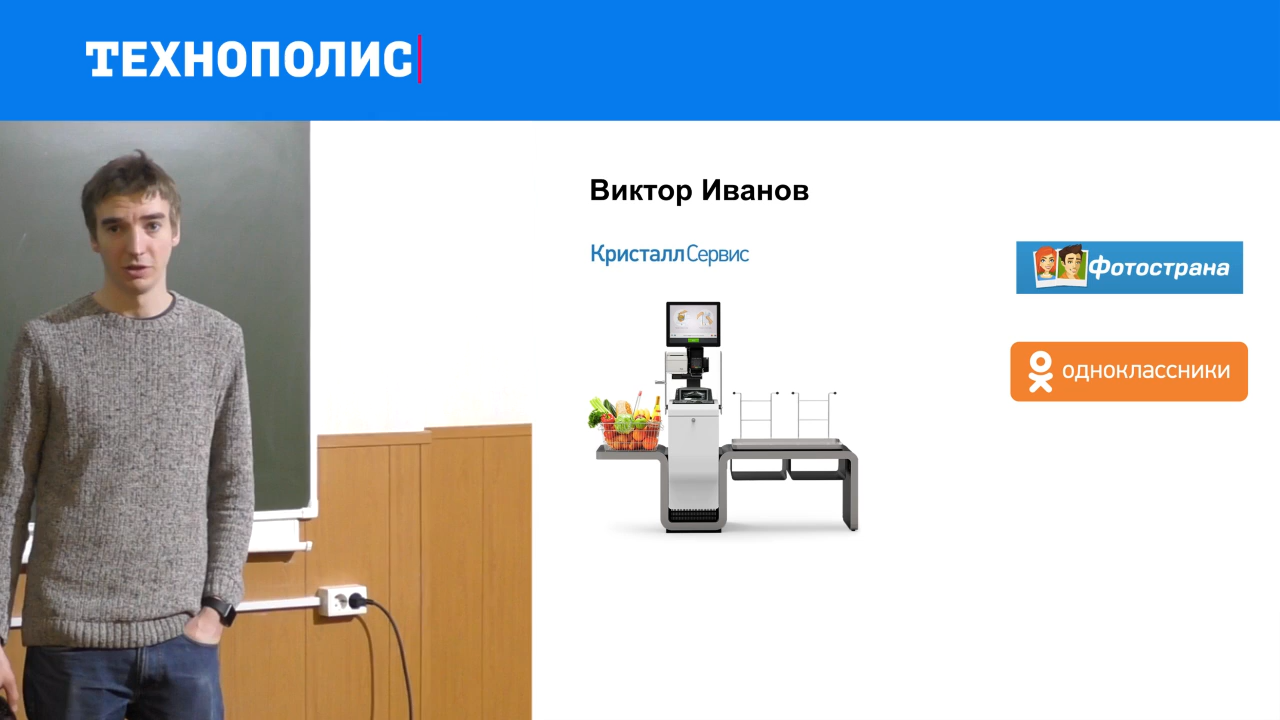 ТЕХНОПОЛИС
Виктор Иванов
КристаллСервис
Фотострана
одноклассники